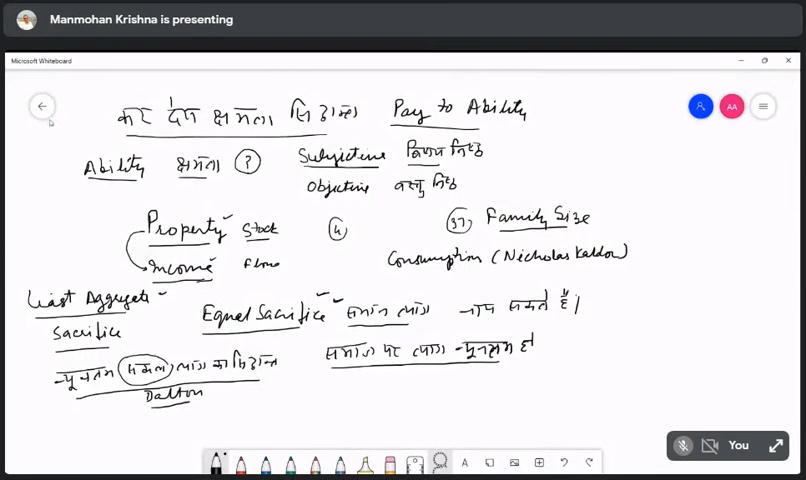 Manmohan Krishna is presenting
Microsoft Whiteboard
AA
कर देय क्षमता सिद्धान्त Pay to Ability
Ability क्षमता ? Subjective विषय निष्ठ
Objective वस्तु निष्ठ
Property Stock Family Size
Income Flow Consumption (Nicholas Kaldor)
Least Aggregate Equal Sacrifice समान त्याग
Sacrifice
समाज पर त्याग न्यूनतम हो
न्यूनतम समग्र त्याग का सिद्धान्त
Dalton
You